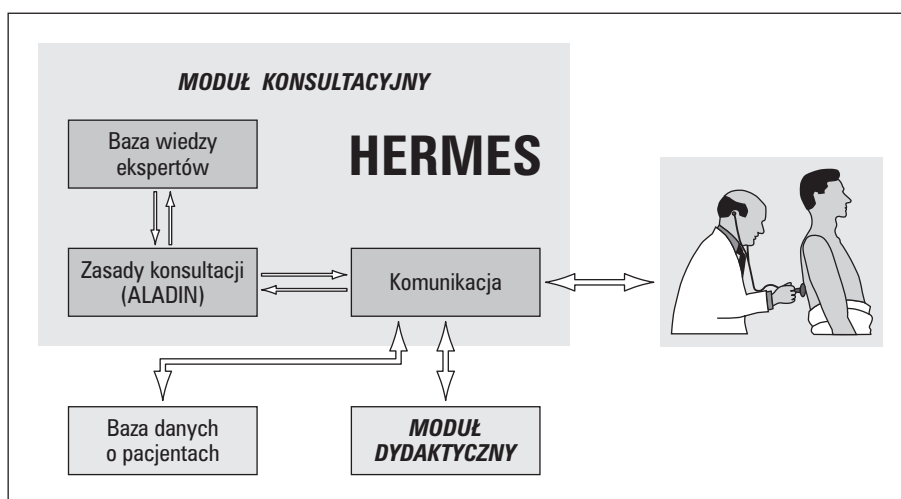 MODUŁ KONSULTACYJNY
HERMES
Baza wiedzy
ekspertów
Zasady konsultacji
(ALADIN)
Komunikacja
Baza danych
o pacjentach
MODUŁ
DYDAKTYCZNY